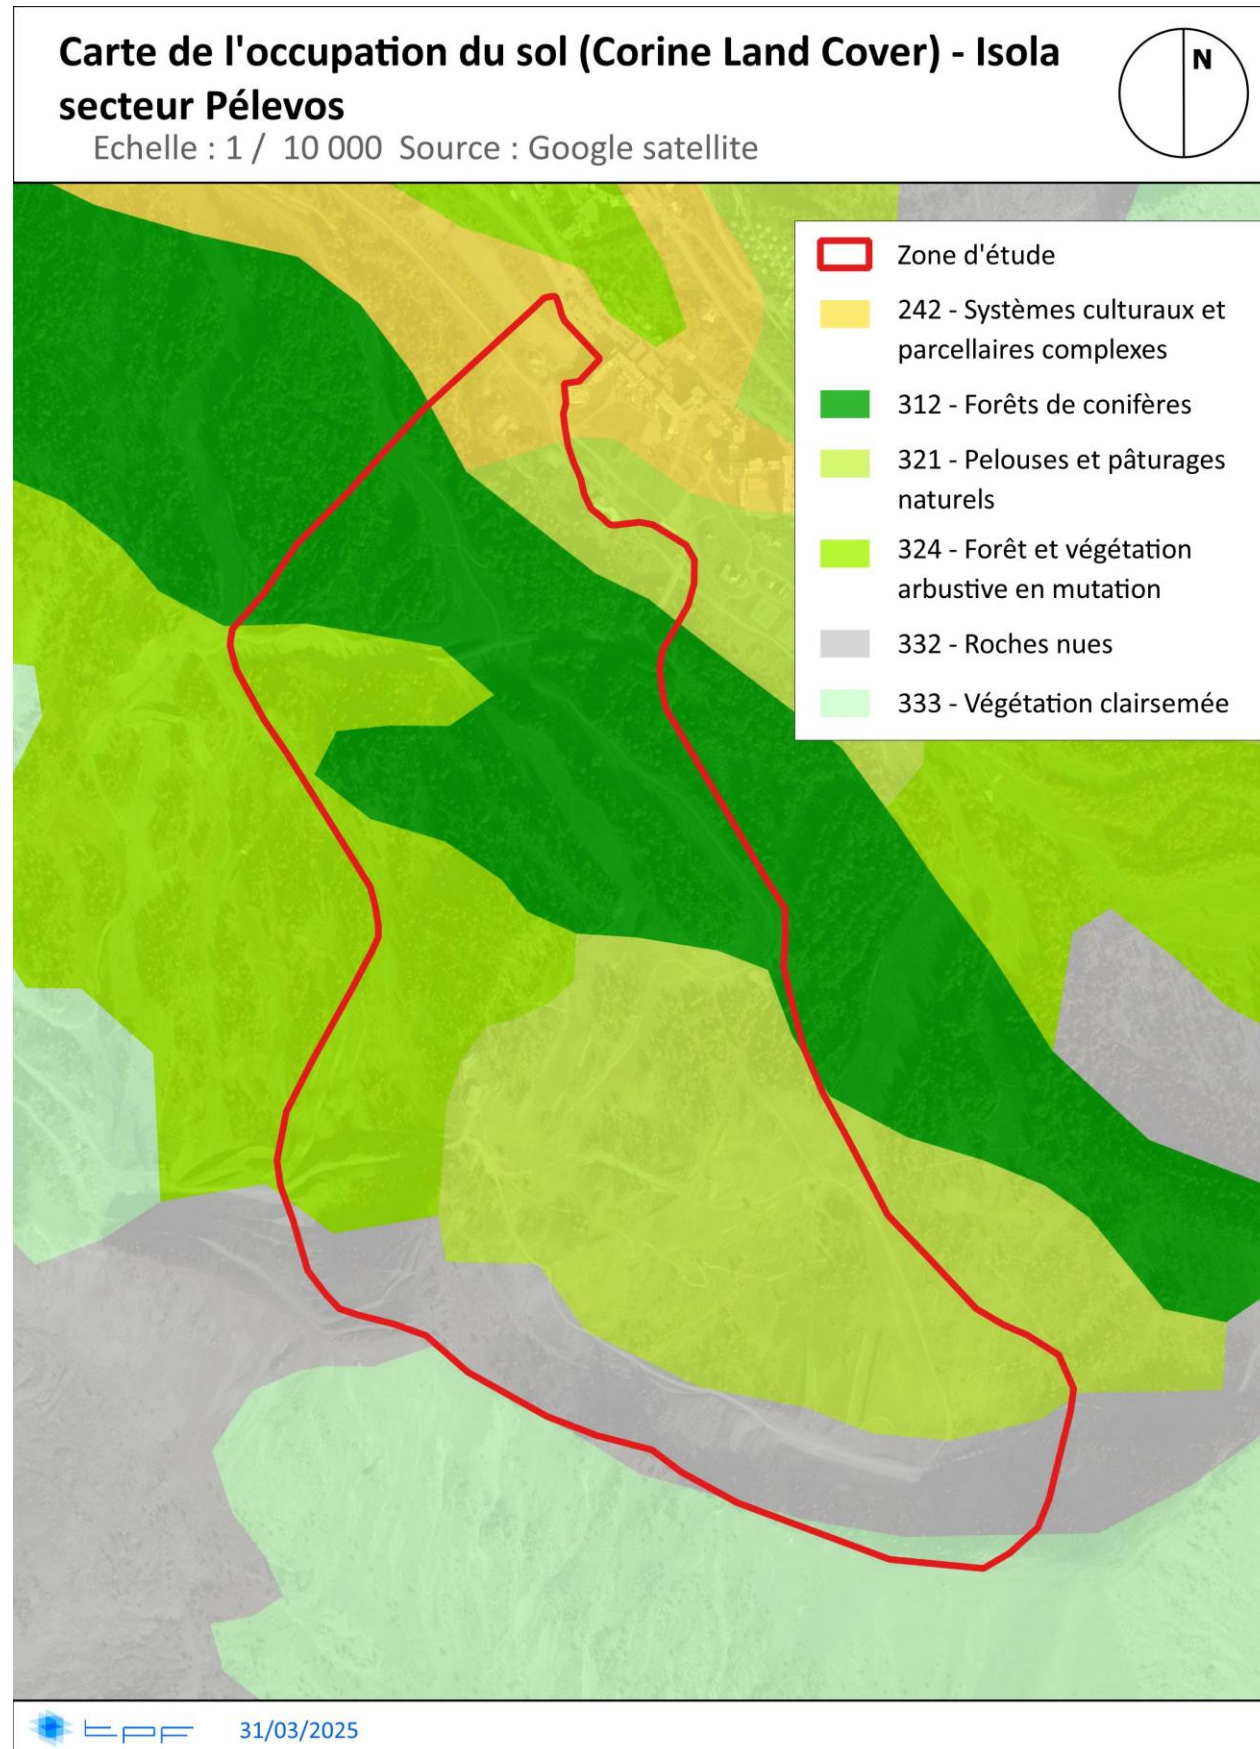 Carte de l'occupation du sol (Corine Land Cover) - Isola
secteur Pélevos
Echelle : 1 / 10 000 Source : Google satellite
N
Zone d'étude
242 - Systèmes culturaux et
parcellaires complexes
312 - Forêts de conifères
321 - Pelouses et pâturages
naturels
324 - Forêt et végétation
arbustive en mutation
332 - Roches nues
333 - Végétation clairsemée
tpf 31/03/2025